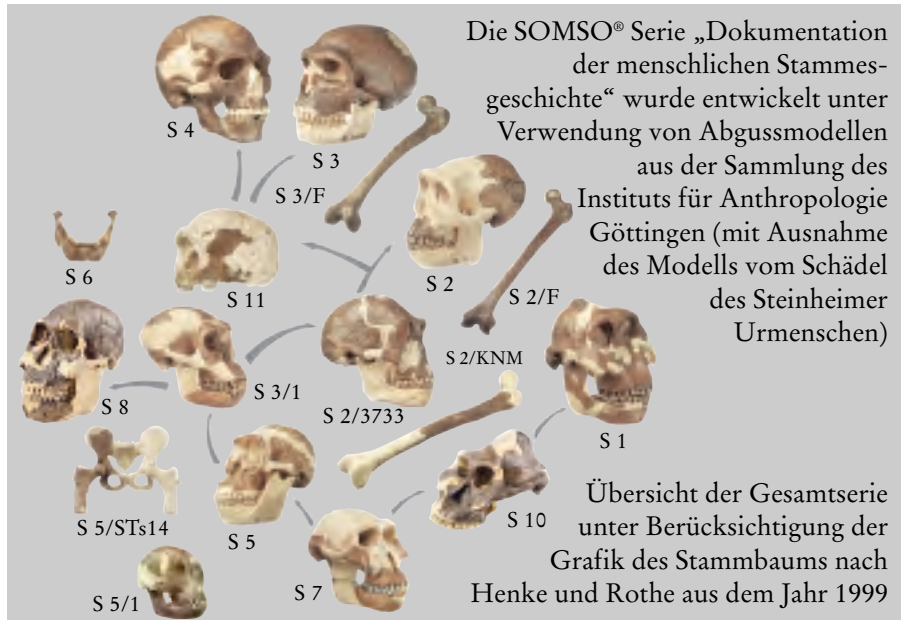 Die SOMSO® Serie „Dokumentation
der menschlichen Stammes-
geschichte“ wurde entwickelt unter
Verwendung von Abgussmodellen
aus der Sammlung des
Instituts für Anthropologie
Göttingen (mit Ausnahme
des Modells vom Schädel
des Steinheimer
Urmenschen)
S 4
S 3
S 3/F
S 6
S 11
S 2
S 2/F
S 2/KNM
S 8
S 3/1
S 2/3733
S 1
S 5/STs14
S 5
S 10
S 5/1
S 7
Übersicht der Gesamtserie
unter Berücksichtigung der
Grafik des Stammbaums nach
Henke und Rothe aus dem Jahr 1999